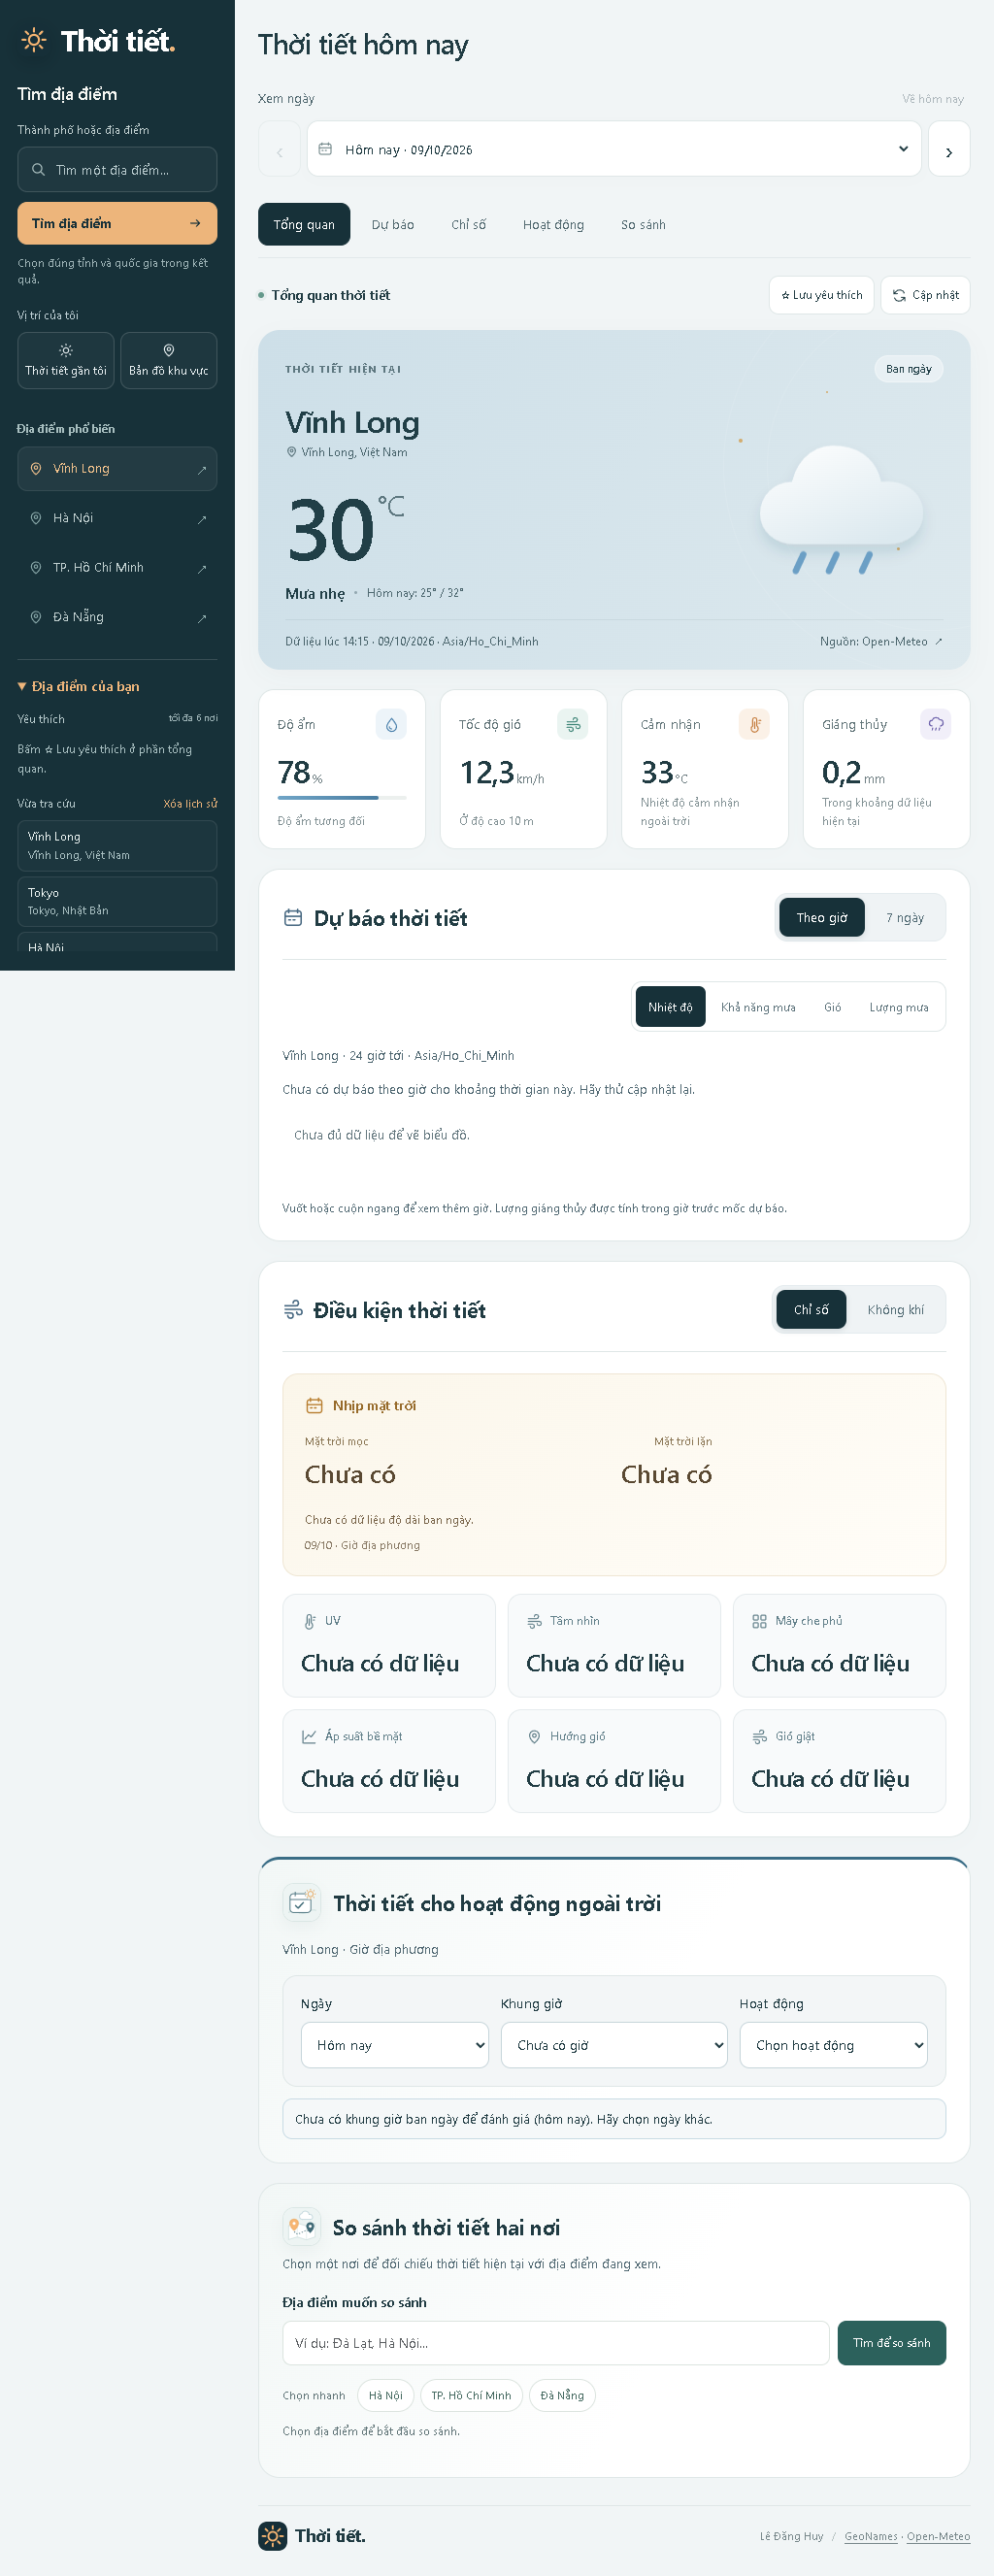 Thời tiết.
Tìm địa điểm
Thành phố hoặc địa điểm
Tìm một địa điểm...
Tìm địa điểm →
Chọn đúng tỉnh và quốc gia trong kết
quả.
Vị trí của tôi
Thời tiết gần tôi
Bản đồ khu vực
Địa điểm phổ biến
Vĩnh Long ↗
Hà Nội ↗
TP. Hồ Chí Minh ↗
Đà Nẵng ↗
▼ Địa điểm của bạn
Yêu thích tối đa 6 nơi
Bấm ☆ Lưu yêu thích ở phần tổng
quan.
Vừa tra cứu Xóa lịch sử
Vĩnh Long
Vĩnh Long, Việt Nam
Tokyo
Tokyo, Nhật Bản
Hà Nội
Thời tiết hôm nay
Xem ngày Về hôm nay
‹ Hôm nay · 09/10/2026 ›
Tổng quan Dự báo Chỉ số Hoạt động So sánh
Tổng quan thời tiết ☆ Lưu yêu thích Cập nhật
THỜI TIẾT HIỆN TẠI Ban ngày
Vĩnh Long
Vĩnh Long, Việt Nam
30°C
Mưa nhẹ • Hôm nay: 25° / 32°
Dữ liệu lúc 14:15 · 09/10/2026 · Asia/Ho_Chi_Minh Nguồn: Open-Meteo ↗
Độ ẩm
78%
Độ ẩm tương đối
Tốc độ gió
12,3 km/h
Ở độ cao 10 m
Cảm nhận
33°C
Nhiệt độ cảm nhận
ngoài trời
Giáng thủy
0,2 mm
Trong khoảng dữ liệu
hiện tại
Dự báo thời tiết Theo giờ 7 ngày
Nhiệt độ Khả năng mưa Gió Lượng mưa
Vĩnh Long · 24 giờ tới · Asia/Ho_Chi_Minh
Chưa có dự báo theo giờ cho khoảng thời gian này. Hãy thử cập nhật lại.
Chưa đủ dữ liệu để vẽ biểu đồ.
Vuốt hoặc cuộn ngang để xem thêm giờ. Lượng giáng thủy được tính trong giờ trước mốc dự báo.
Điều kiện thời tiết Chỉ số Không khí
Nhịp mặt trời
Mặt trời mọc Mặt trời lặn
Chưa có Chưa có
Chưa có dữ liệu độ dài ban ngày.
09/10 · Giờ địa phương
UV
Chưa có dữ liệu
Tầm nhìn
Chưa có dữ liệu
Mây che phủ
Chưa có dữ liệu
Áp suất bề mặt
Chưa có dữ liệu
Hướng gió
Chưa có dữ liệu
Gió giật
Chưa có dữ liệu
Thời tiết cho hoạt động ngoài trời
Vĩnh Long · Giờ địa phương
Ngày Khung giờ Hoạt động
Hôm nay Chưa có giờ Chọn hoạt động
Chưa có khung giờ ban ngày để đánh giá (hôm nay). Hãy chọn ngày khác.
So sánh thời tiết hai nơi
Chọn một nơi để đối chiếu thời tiết hiện tại với địa điểm đang xem.
Địa điểm muốn so sánh
Ví dụ: Đà Lạt, Hà Nội... Tìm để so sánh
Chọn nhanh Hà Nội TP. Hồ Chí Minh Đà Nẵng
Chọn địa điểm để bắt đầu so sánh.
Thời tiết. Lê Đăng Huy / GeoNames · Open-Meteo